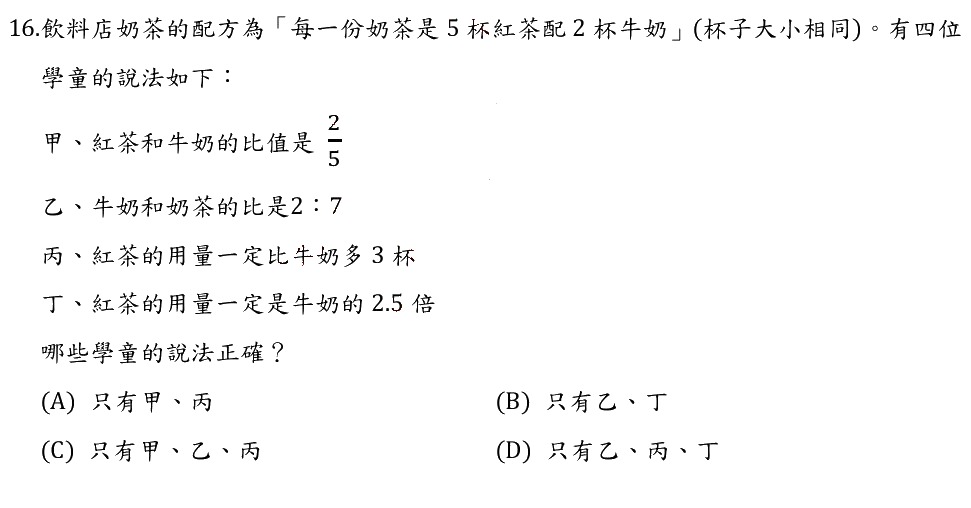 16.飲料店奶茶的配方為「每一份奶茶是 5 杯紅茶配 2 杯牛奶」(杯子大小相同)。有四位
學童的說法如下：
甲、紅茶和牛奶的比值是 2/5
乙、牛奶和奶茶的比是2：7
丙、紅茶的用量一定比牛奶多 3 杯
丁、紅茶的用量一定是牛奶的 2.5 倍
哪些學童的說法正確？
(A) 只有甲、丙 (B) 只有乙、丁
(C) 只有甲、乙、丙 (D) 只有乙、丙、丁